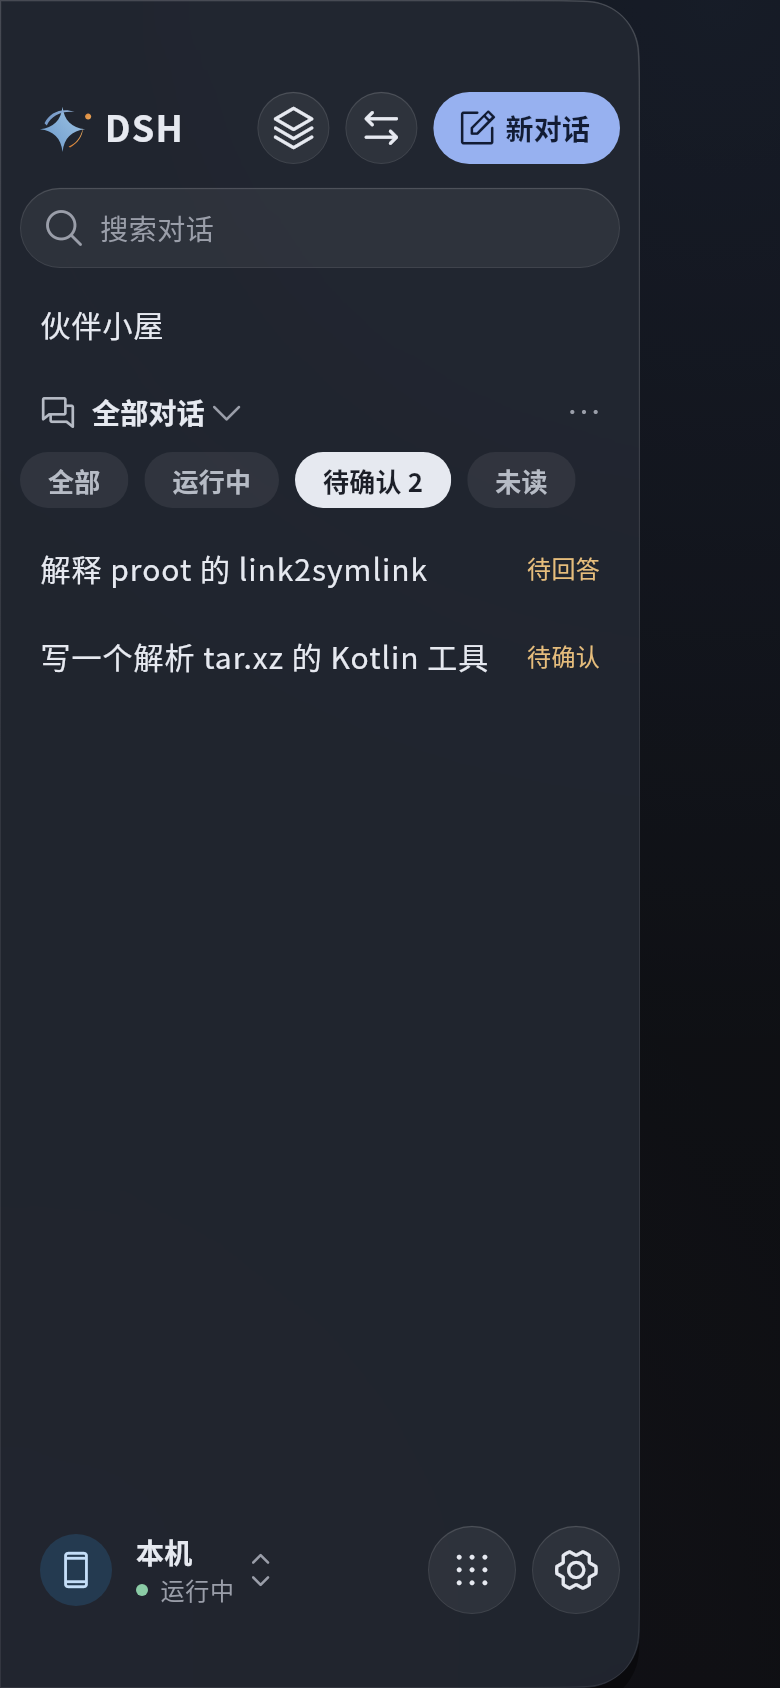 DSH
新对话
搜索对话
伙伴小屋
全部对话
全部 运行中 待确认 2 未读
解释 proot 的 link2symlink 待回答
写一个解析 tar.xz 的 Kotlin 工具 待确认
本机
运行中